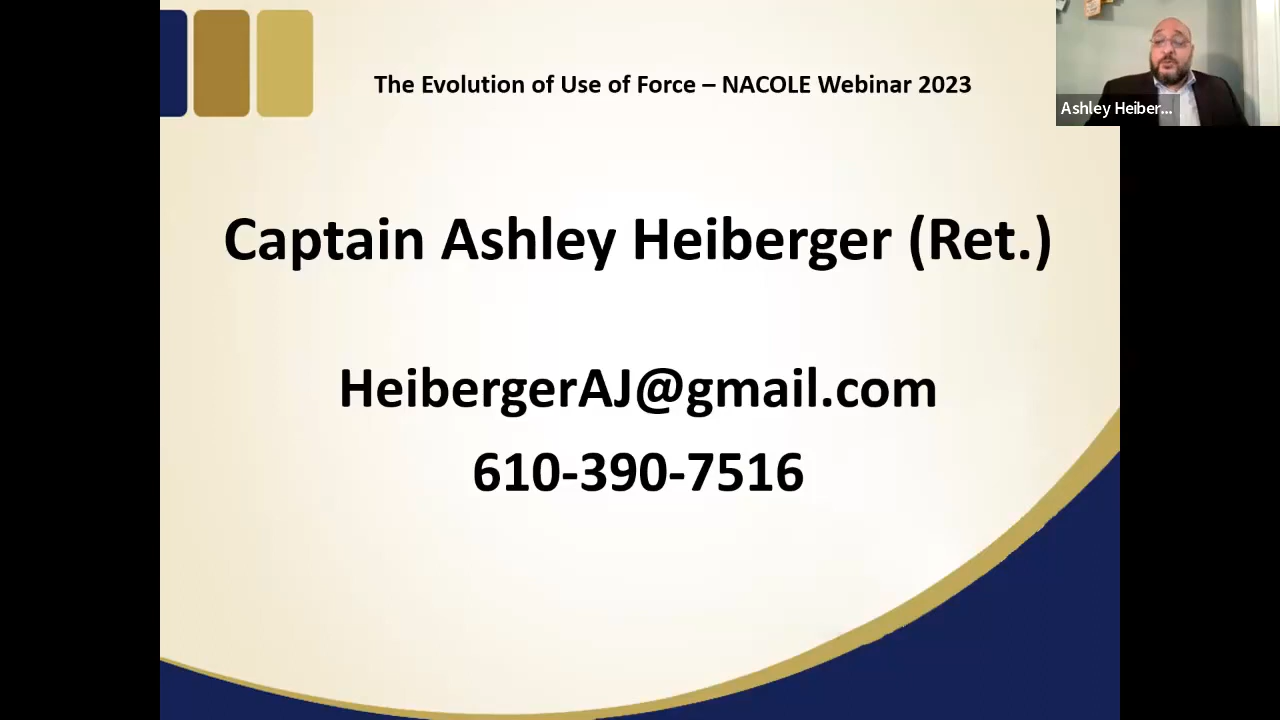 The Evolution of Use of Force – NACOLE Webinar 2023
Ashley Heiber...
Captain Ashley Heiberger (Ret.)
HeibergerAJ@gmail.com
610-390-7516